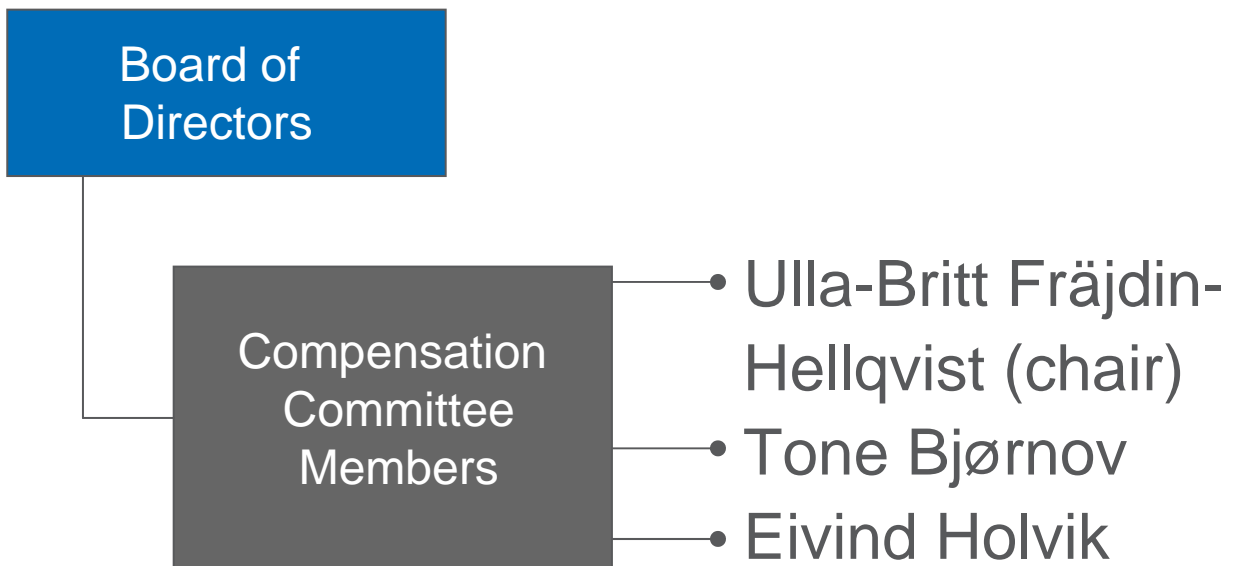 Board of
Directors
Compensation
Committee
Members
Ulla-Britt Fräjdin-
Hellqvist (chair)
Tone Bjørnov
Eivind Holvik